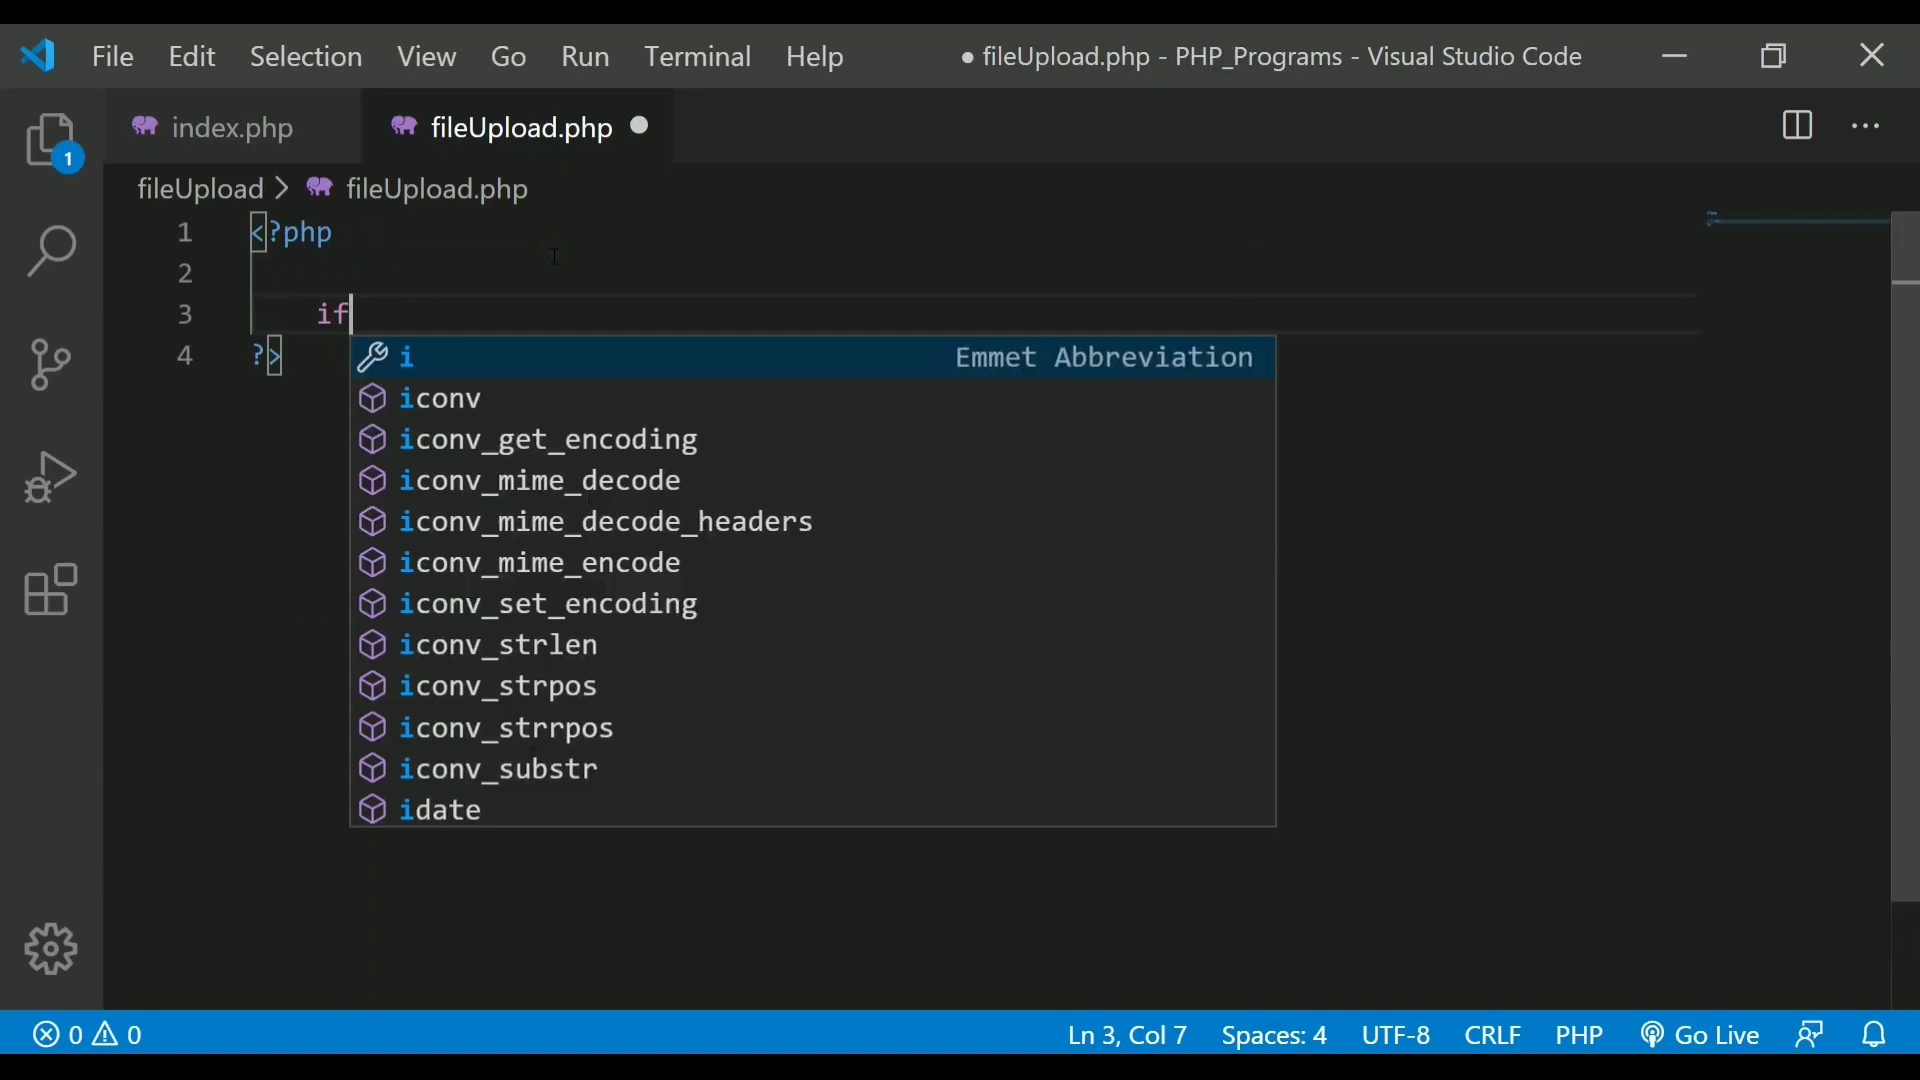 File Edit Selection View Go Run Terminal Help ● fileUpload.php - PHP_Programs - Visual Studio Code
index.php fileUpload.php
1
fileUpload > fileUpload.php
1 <?php
2
3 if
4 ?>
i Emmet Abbreviation
iconv
iconv_get_encoding
iconv_mime_decode
iconv_mime_decode_headers
iconv_mime_encode
iconv_set_encoding
iconv_strlen
iconv_strpos
iconv_strrpos
iconv_substr
idate
0 0 Ln 3, Col 7 Spaces: 4 UTF-8 CRLF PHP Go Live